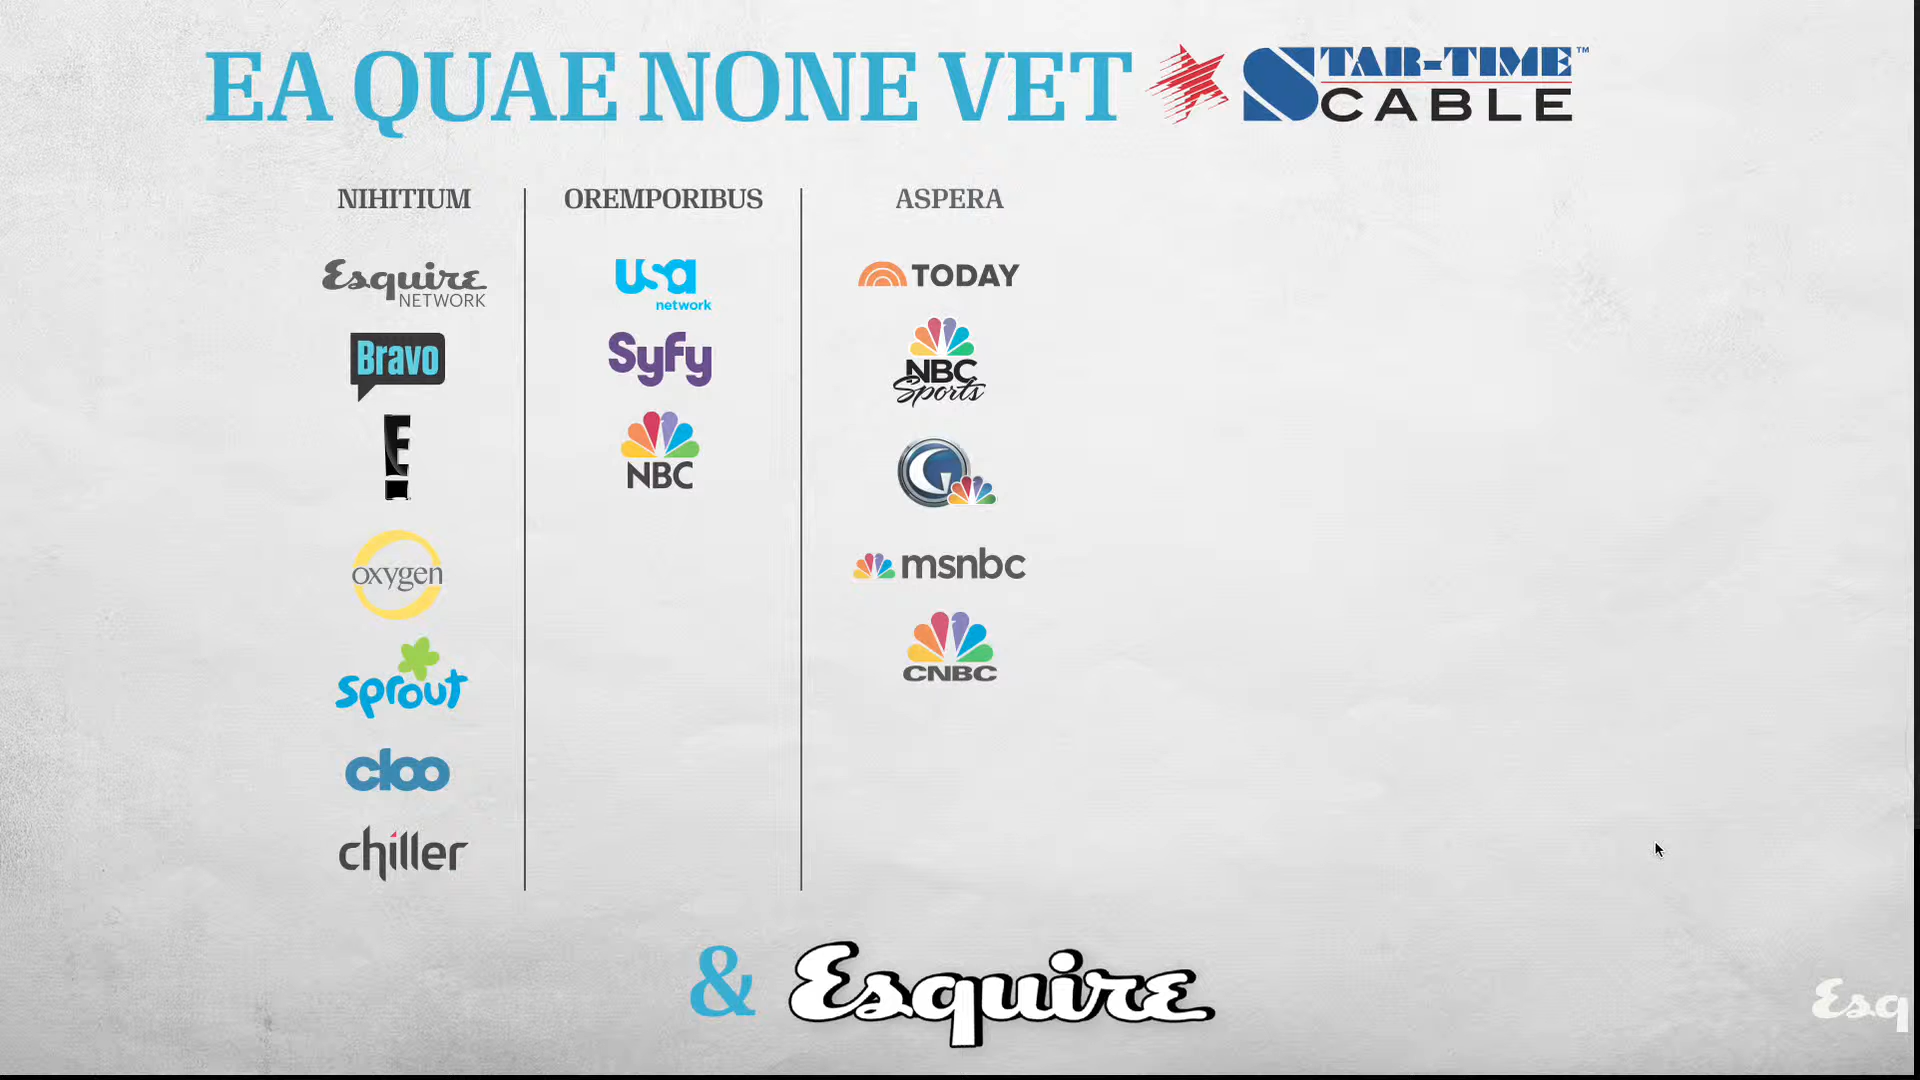 EA QUAE NONE VET STAR-TIME™
CABLE
NIHITIUM
Esquire
NETWORK
Bravo
E!
oxygen
sprout
cloo
chiller
OREMPORIBUS
usa
network
Syfy
NBC
ASPERA
TODAY
NBC
Sports
G
msnbc
CNBC
& Esquire
Esq